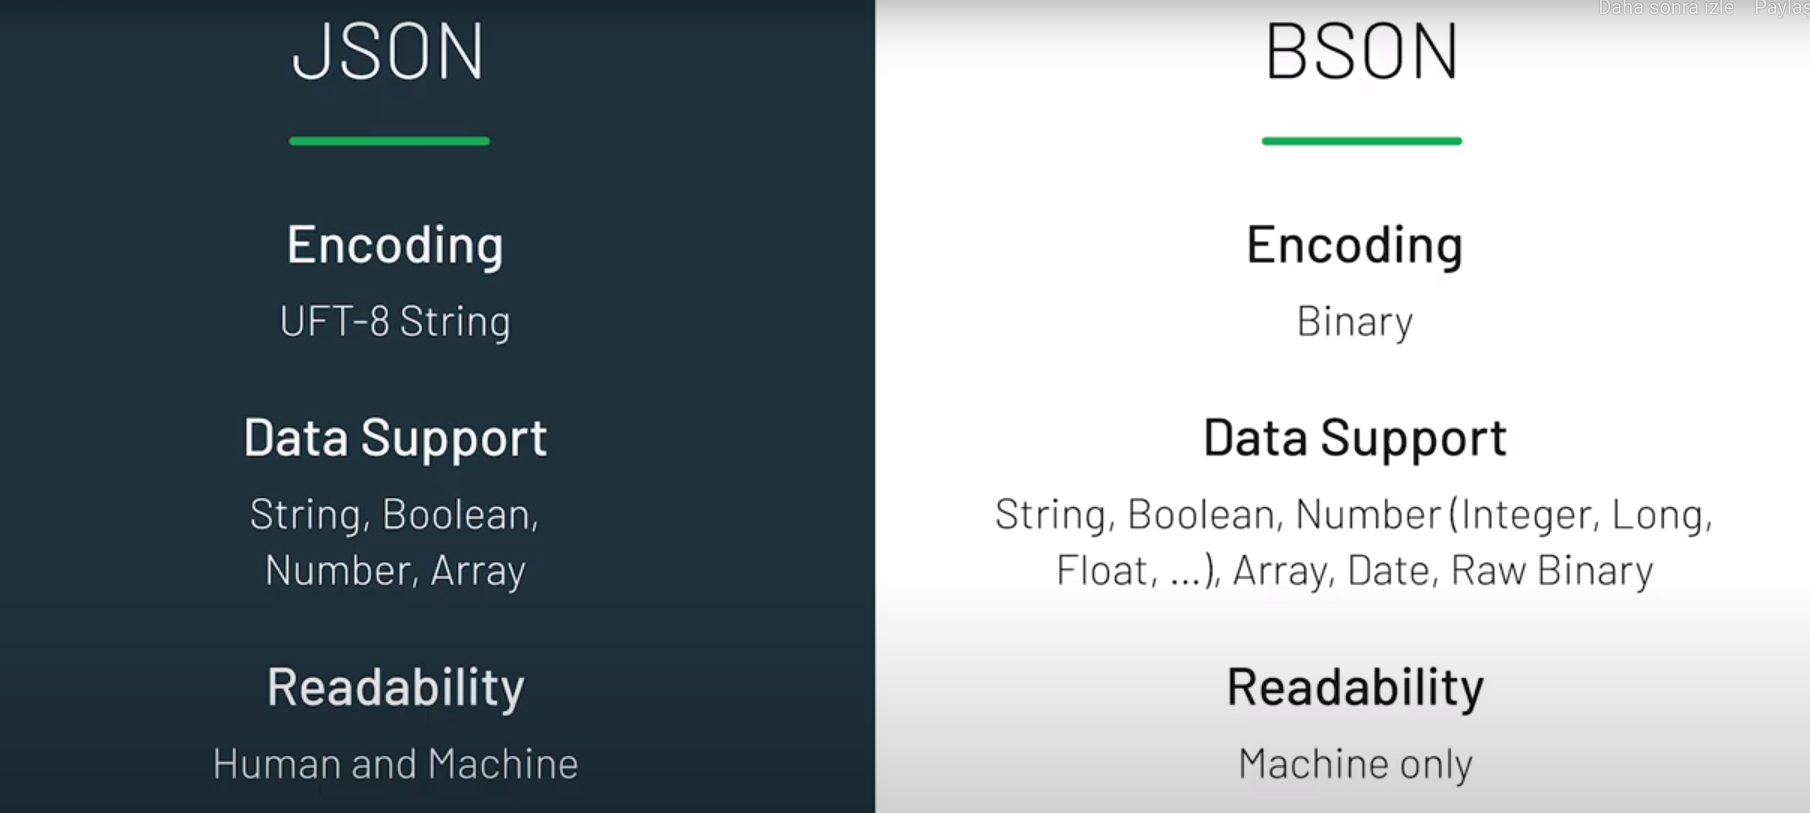 Daha sonra izle Paylaş
JSON
Encoding
UFT-8 String
Data Support
String, Boolean,
Number, Array
Readability
Human and Machine
BSON
Encoding
Binary
Data Support
String, Boolean, Number (Integer, Long,
Float, ...), Array, Date, Raw Binary
Readability
Machine only